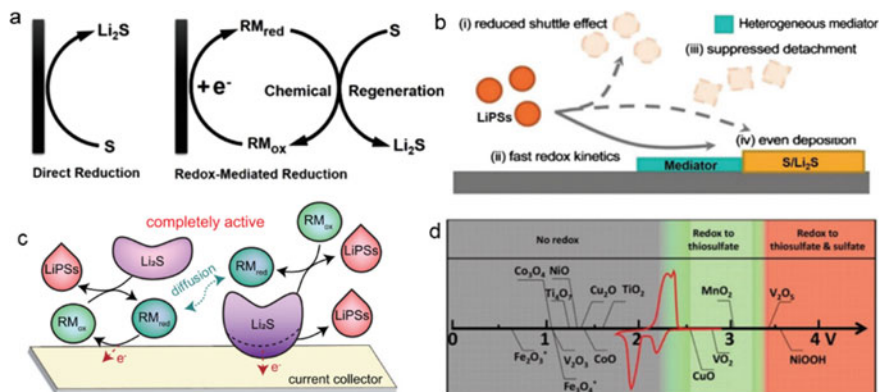 a
Li₂S
S
Direct Reduction
RMred
+ e⁻
RMox
S
Chemical
Regeneration
Li₂S
Redox-Mediated Reduction
b
(i) reduced shuttle effect
Heterogeneous mediator
(iii) suppressed detachment
LiPSs
(iv) even deposition
(ii) fast redox kinetics
Mediator
S/Li₂S
c
completely active
RMox
LiPSs
Li₂S
LiPSs
RMred
diffusion
RMox
RMred
Li₂S
LiPSs
e⁻
e⁻
current collector
d
No redox
Redox to
thiosulfate
Redox to
thiosulfate & sulfate
Co₃O₄
NiO
Ti₄O₇
Cu₂O
TiO₂
MnO₂
V₂O₅
0
1
2
3
4 V
Fe₂O₃⁺
V₂O₃
CoO
VO₂
NiOOH
Fe₃O₄⁺
CuO